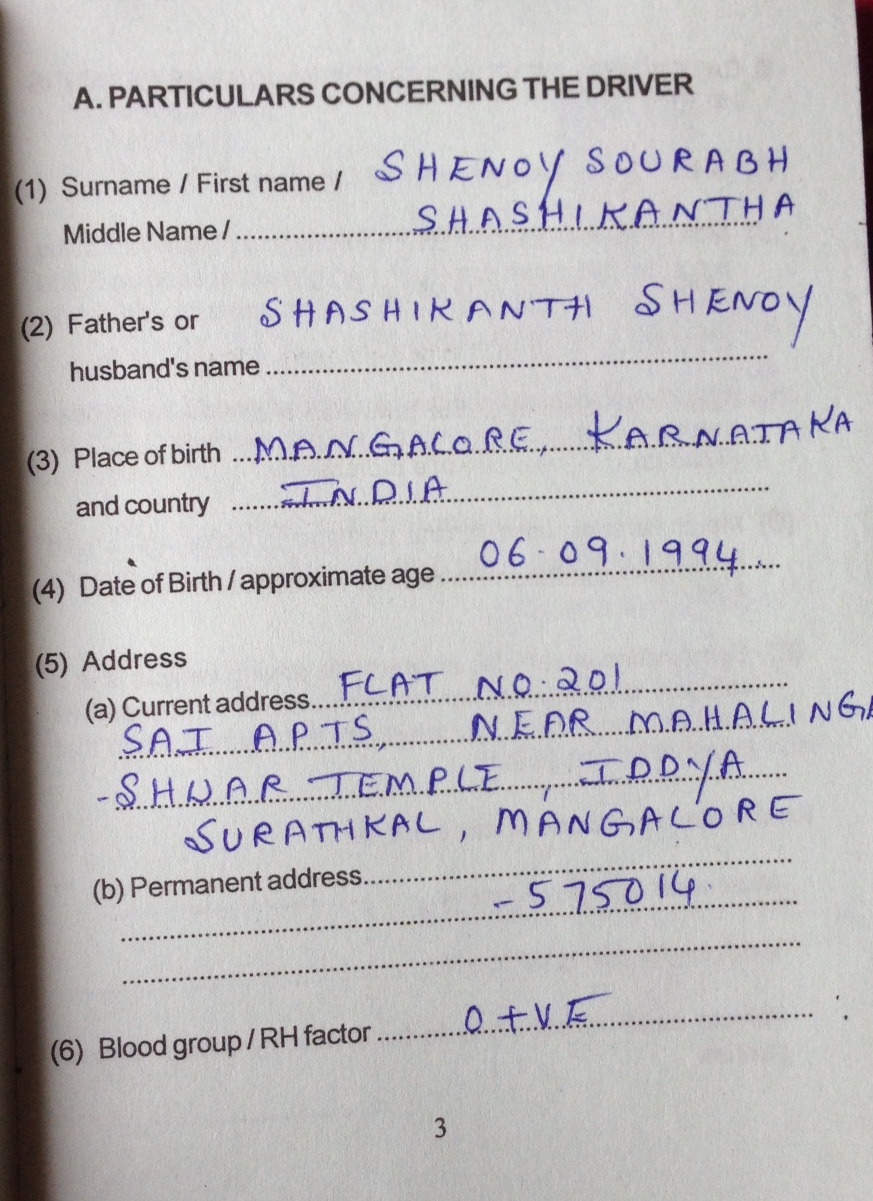 A. PARTICULARS CONCERNING THE DRIVER
(1) Surname / First name / SHENOY SOURABH
Middle Name / SHASHIKANTHA
(2) Father's or SHASHIKANTH SHENOY
husband's name
(3) Place of birth MANGALORE, KARNATAKA
and country INDIA
(4) Date of Birth / approximate age 06.09.1994
(5) Address
(a) Current address FLAT NO.201
SAI APTS, NEAR MAHALINGA
-SHWAR TEMPLE, IDDYA
SURATHKAL, MANGALORE
(b) Permanent address
-575014.
(6) Blood group / RH factor O +VE
3